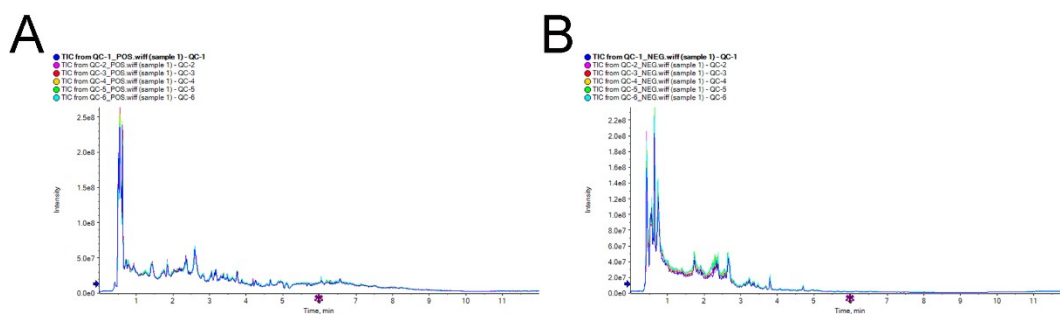 A
TIC from QC-1_POS.wiff (sample 1) - QC-1
TIC from QC-2_POS.wiff (sample 1) - QC-2
TIC from QC-3_POS.wiff (sample 1) - QC-3
TIC from QC-4_POS.wiff (sample 1) - QC-4
TIC from QC-5_POS.wiff (sample 1) - QC-5
TIC from QC-6_POS.wiff (sample 1) - QC-6
2.5e8
2.0e8
1.5e8
1.0e8
5.0e7
0.0e0
Intensity
1 2 3 4 5 6 7 8 9 10 11
Time, min
B
TIC from QC-1_NEG.wiff (sample 1) - QC-1
TIC from QC-2_NEG.wiff (sample 1) - QC-2
TIC from QC-3_NEG.wiff (sample 1) - QC-3
TIC from QC-4_NEG.wiff (sample 1) - QC-4
TIC from QC-5_NEG.wiff (sample 1) - QC-5
TIC from QC-6_NEG.wiff (sample 1) - QC-6
2.2e8
2.0e8
1.8e8
1.6e8
1.4e8
1.2e8
1.0e8
8.0e7
6.0e7
4.0e7
2.0e7
0.0e0
Intensity
1 2 3 4 5 6 7 8 9 10 11
Time, min